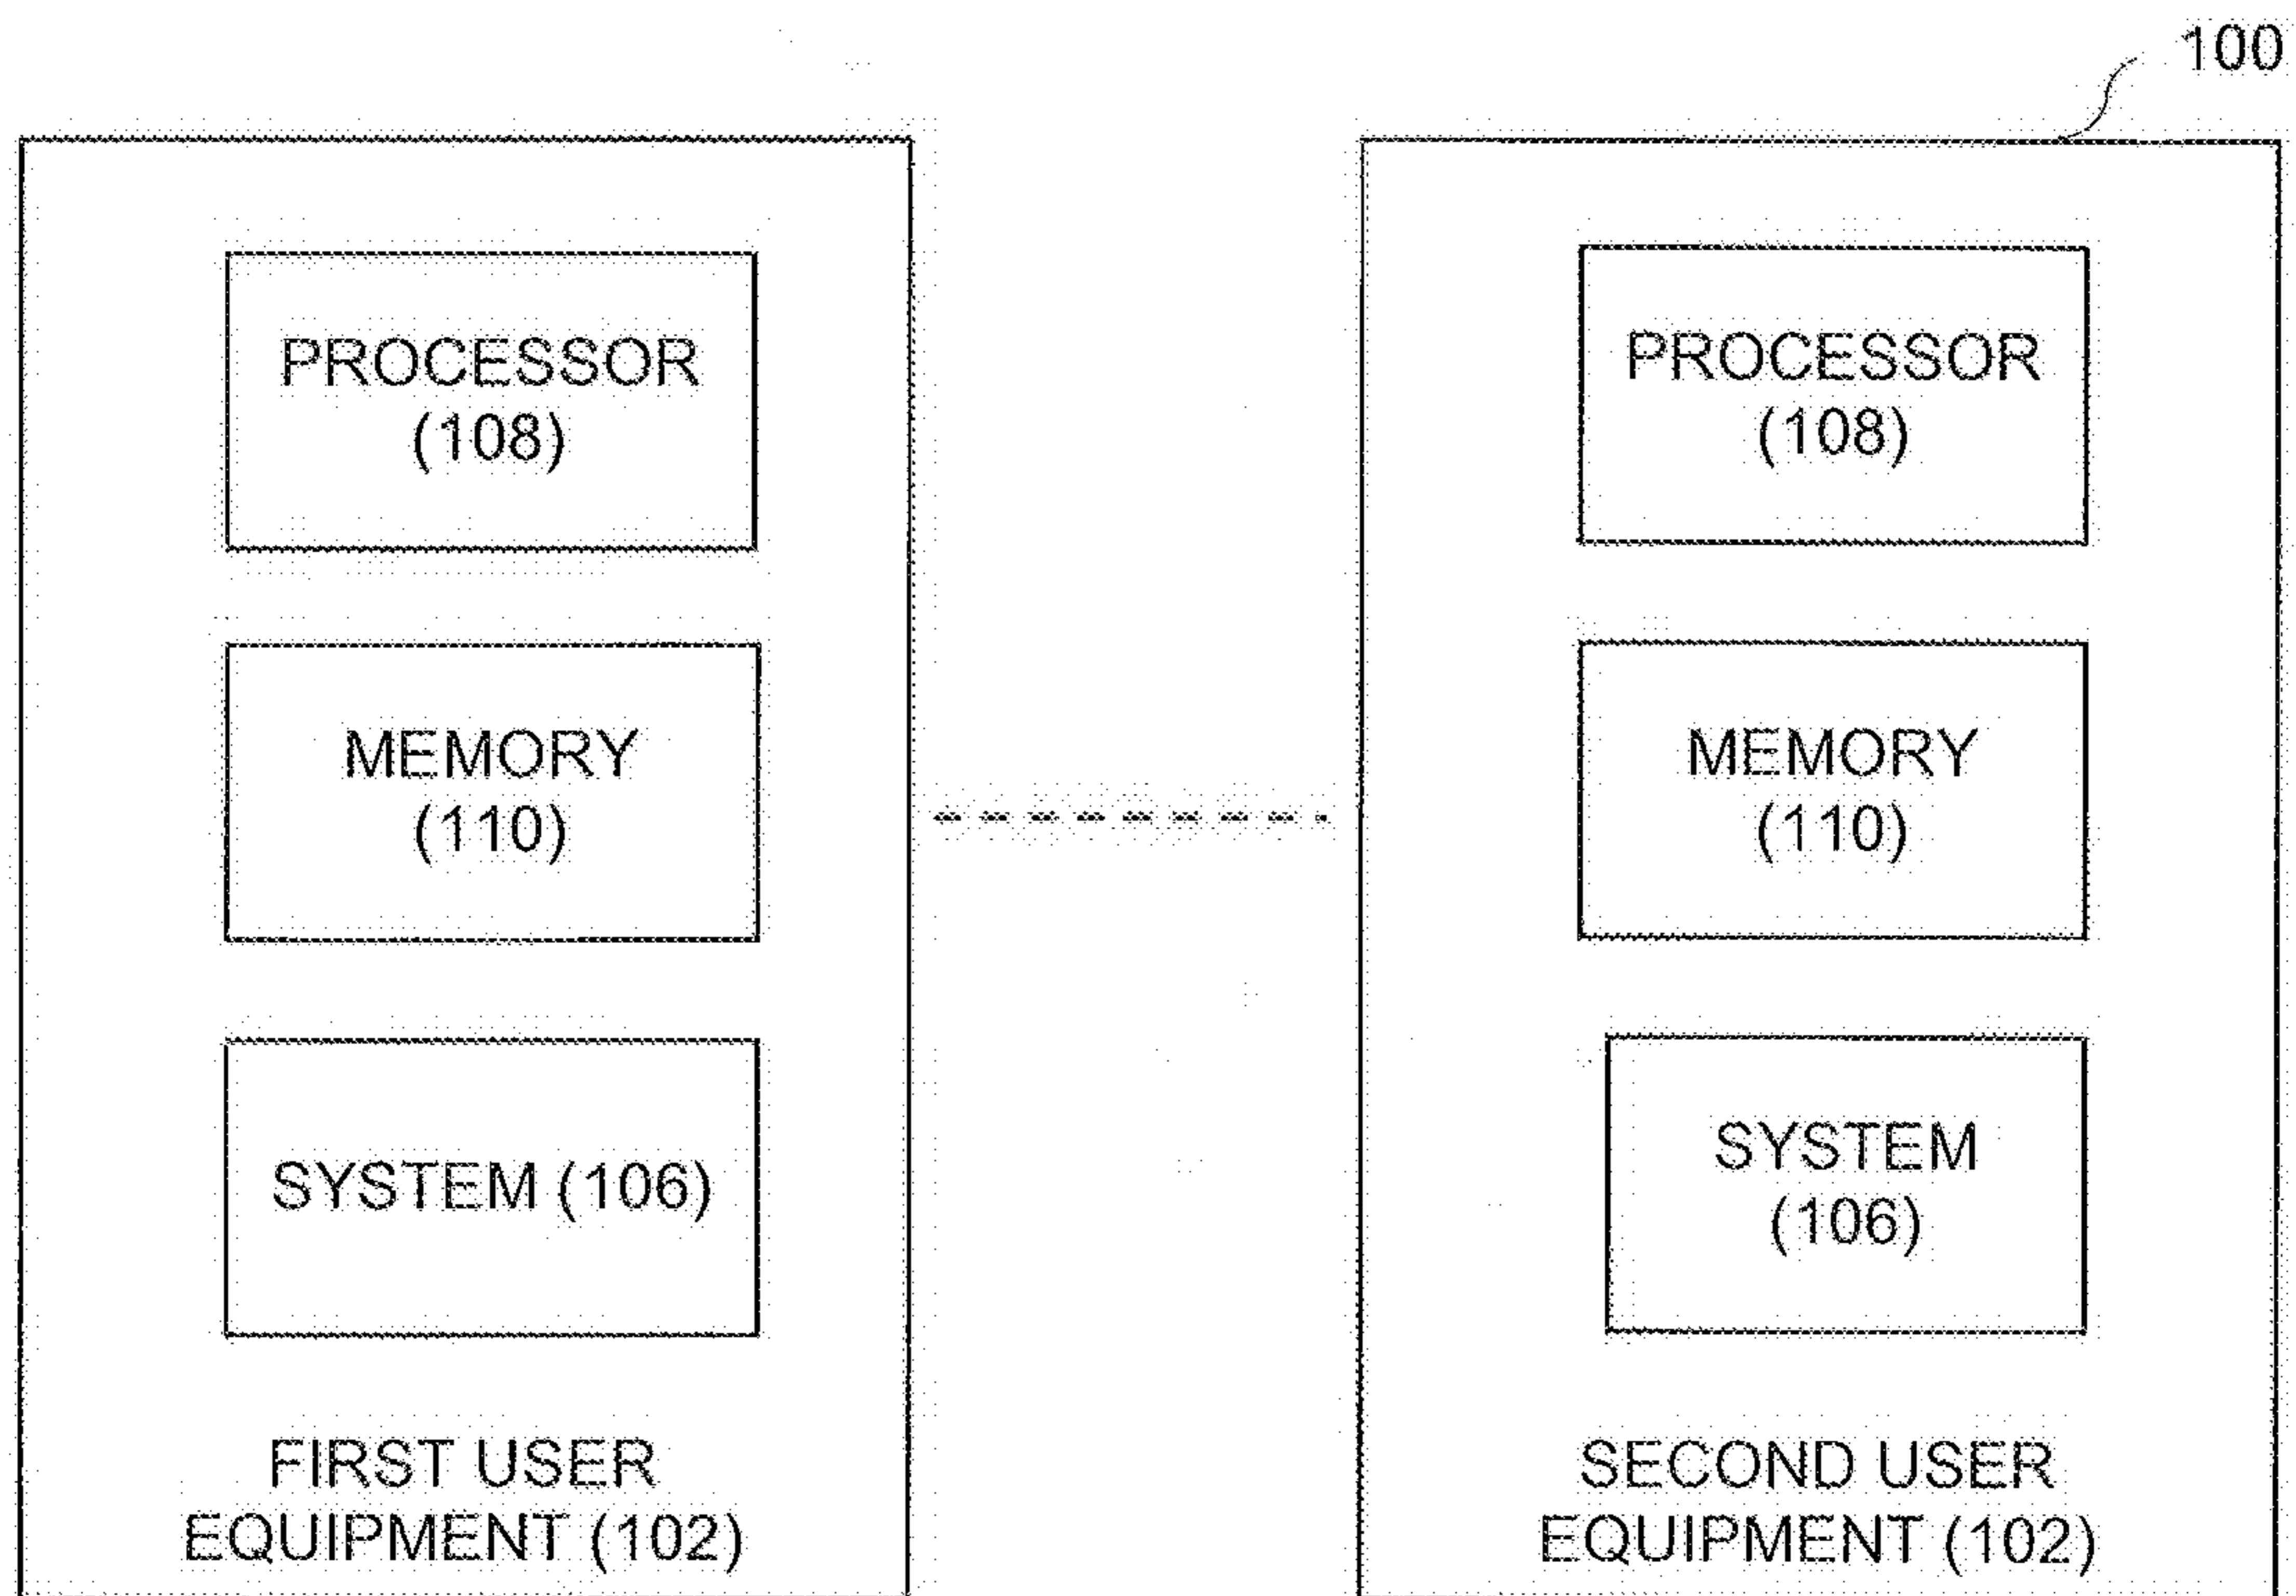 100
PROCESSOR
(108)
MEMORY
(110)
SYSTEM (106)
FIRST USER
EQUIPMENT (102)
PROCESSOR
(108)
MEMORY
(110)
SYSTEM
(106)
SECOND USER
EQUIPMENT (102)